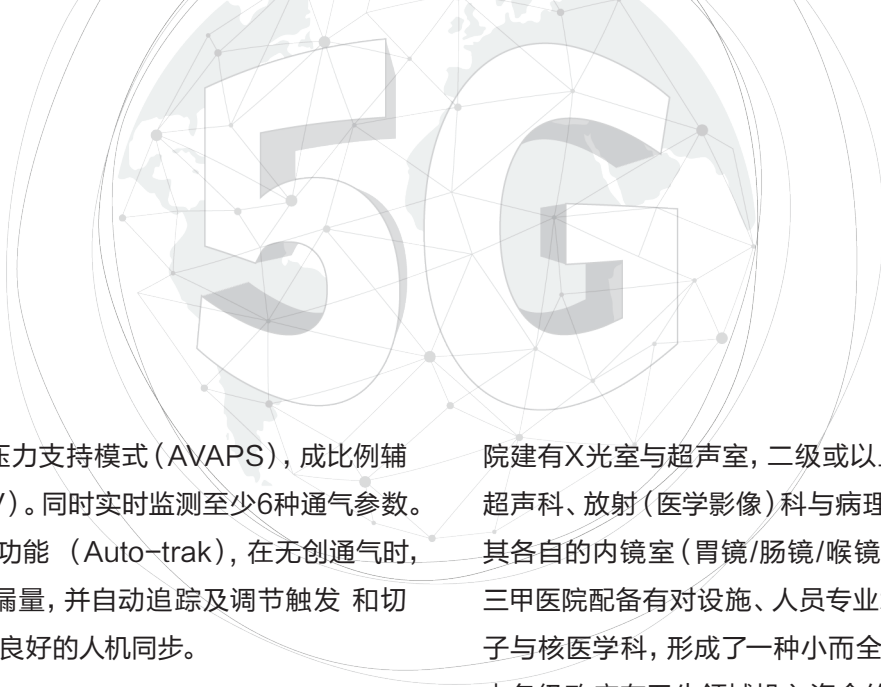 5G
压力支持模式(AVAPS),成比例辅
)。同时实时监测至少6种通气参数。
功能 (Auto-trak),在无创通气时,
漏量,并自动追踪及调节触发 和切
良好的人机同步。
院建有X光室与超声室,二级或以
超声科、放射(医学影像)科与病理
其各自的内镜室(胃镜/肠镜/喉镜
三甲医院配备有对设施、人员专业
子与核医学科,形成了一种小而全